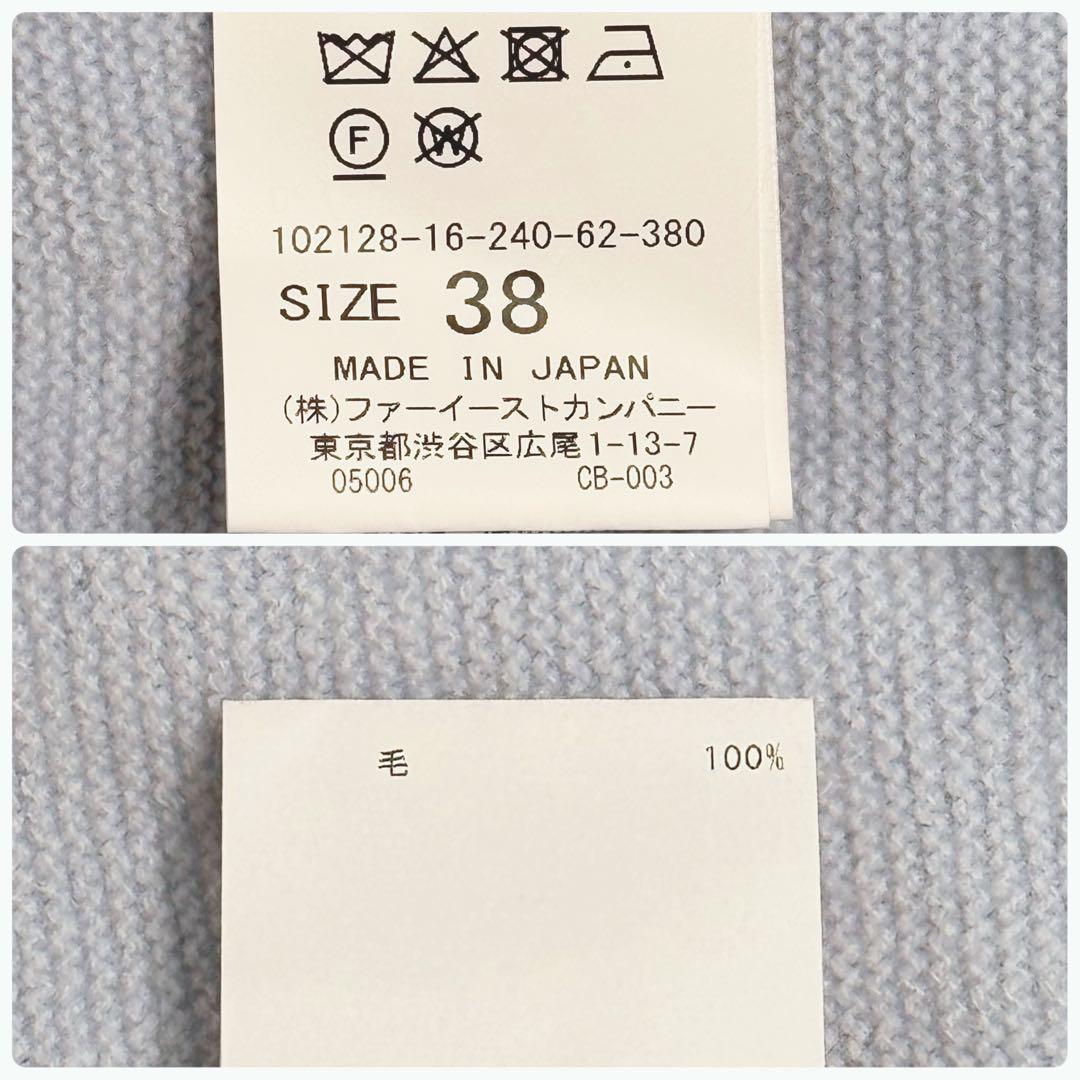 F W
102128-16-240-62-380
SIZE 38
MADE IN JAPAN
(株)ファーイーストカンパニー
東京都渋谷区広尾1-13-7
05006 CB-003
毛 100%